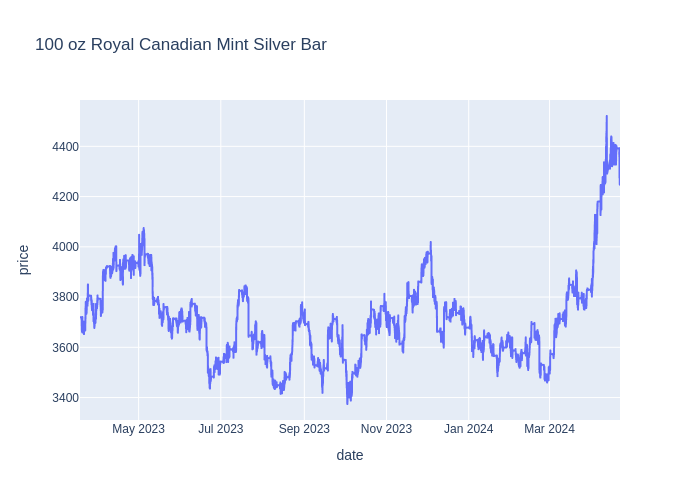 100 oz Royal Canadian Mint Silver Bar
price
4400
4200
4000
3800
3600
3400
May 2023 Jul 2023 Sep 2023 Nov 2023 Jan 2024 Mar 2024
date